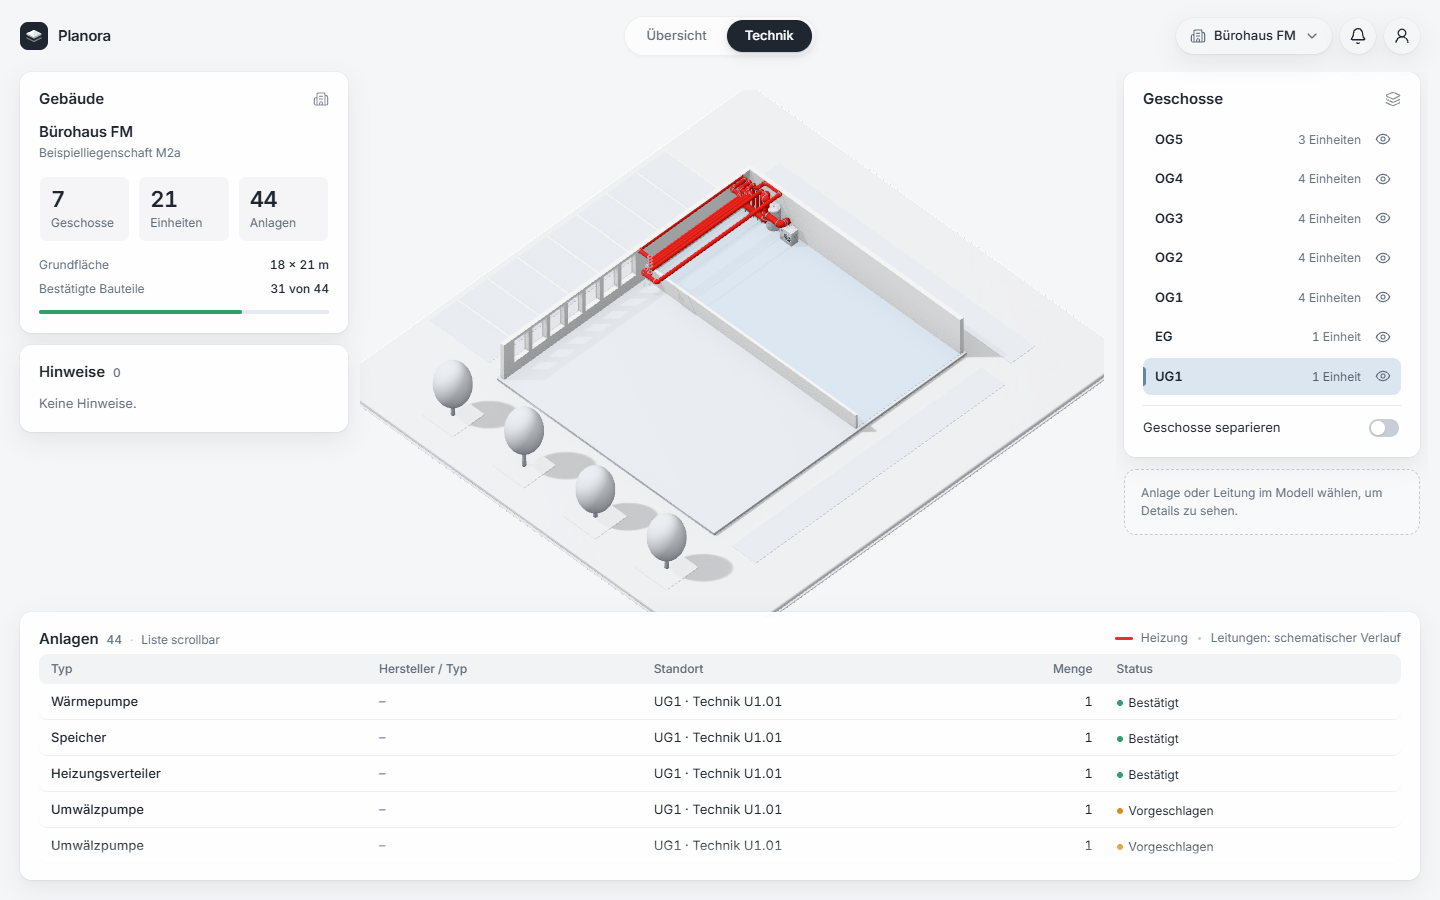 Planora
Übersicht
Technik
Bürohaus FM
Gebäude
Bürohaus FM
Beispielliegenschaft M2a
7
Geschosse
21
Einheiten
44
Anlagen
Grundfläche
18 × 21 m
Bestätigte Bauteile
31 von 44
Hinweise 0
Keine Hinweise.
Geschosse
OG5 3 Einheiten
OG4 4 Einheiten
OG3 4 Einheiten
OG2 4 Einheiten
OG1 4 Einheiten
EG 1 Einheit
UG1 1 Einheit
Geschosse separieren
Anlage oder Leitung im Modell wählen, um
Details zu sehen.
Anlagen 44 · Liste scrollbar
Heizung • Leitungen: schematischer Verlauf
Typ Hersteller / Typ Standort Menge Status
Wärmepumpe – UG1 · Technik U1.01 1 Bestätigt
Speicher – UG1 · Technik U1.01 1 Bestätigt
Heizungsverteiler – UG1 · Technik U1.01 1 Bestätigt
Umwälzpumpe – UG1 · Technik U1.01 1 Vorgeschlagen
Umwälzpumpe – UG1 · Technik U1.01 1 Vorgeschlagen